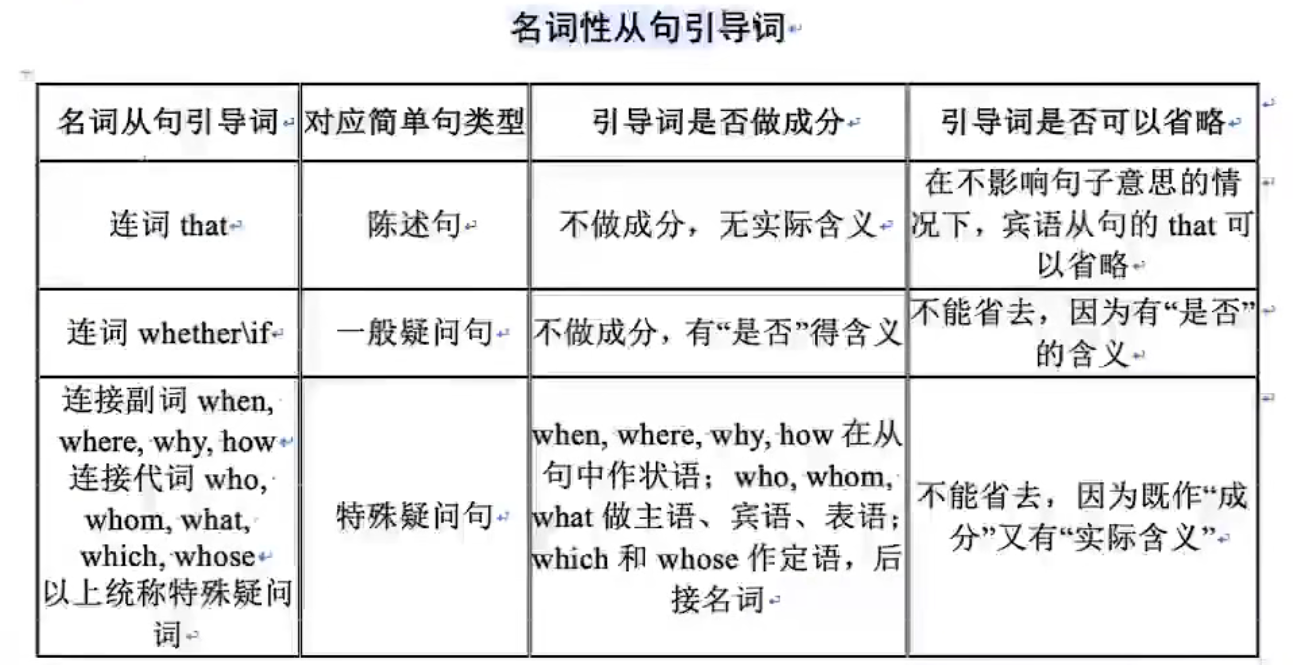 名词性从句引导词
名词从句引导词
对应简单句类型
引导词是否做成分
引导词是否可以省略
连词 that
陈述句
不做成分，无实际含义
在不影响句子意思的情
况下，宾语从句的 that 可
以省略
连词 whether\if
一般疑问句
不做成分，有“是否”得含义
不能省去，因为有“是否”
的含义
连接副词 when,
where, why, how
连接代词 who,
whom, what,
which, whose
以上统称特殊疑问
词
特殊疑问句
when, where, why, how 在从
句中作状语；who, whom,
what 做主语、宾语、表语；
which 和 whose 作定语，后
接名词
不能省去，因为既作“成
分”又有“实际含义”